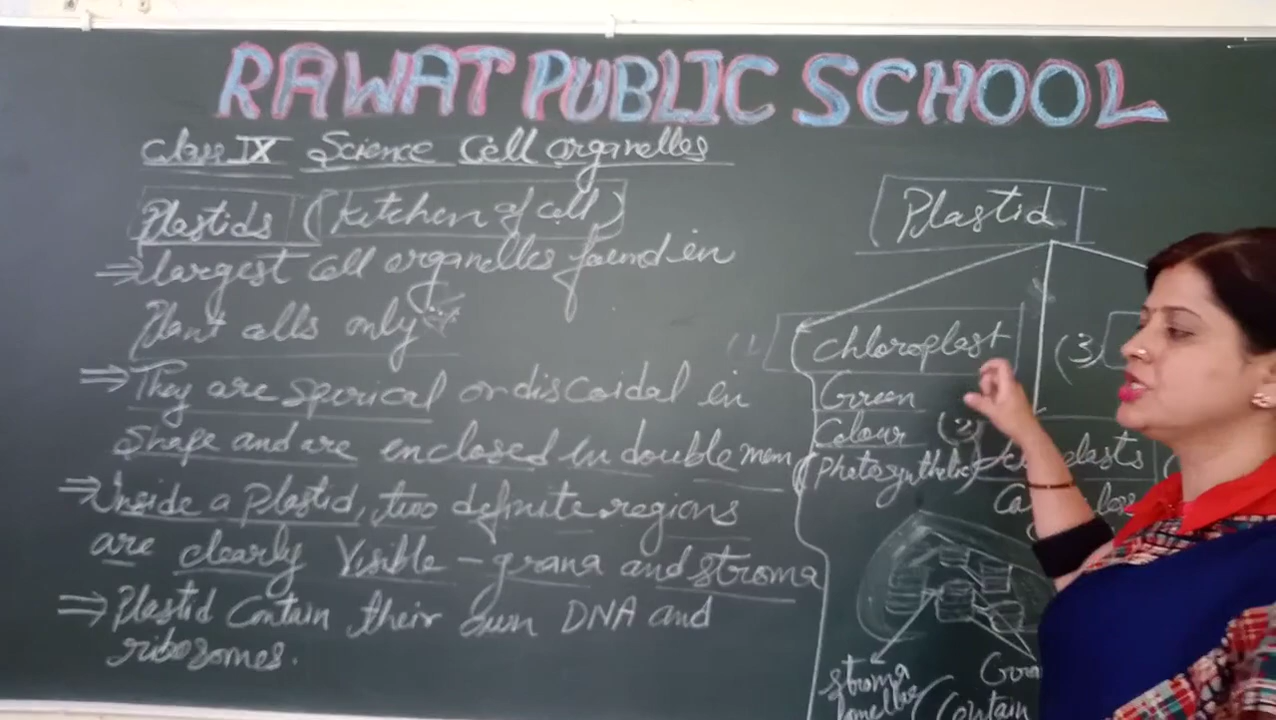 RAWAT PUBLIC SCHOOL
Class IX Science Cell organelles
Plastids (Kitchen of cell)
⇒ largest cell organelles found in
Plant cells only
⇒ They are sperical or discoidal in
Shape and are enclosed in double mem
⇒ Inside a plastid, two definite regions
are clearly Visible – grana and stroma
⇒ Plastid Contain their own DNA and
ribosomes.
Plastid
Chloroplast
(3)
Green
Colour (2)
(Photosynthetic)
stroma
lamellae
(Contain